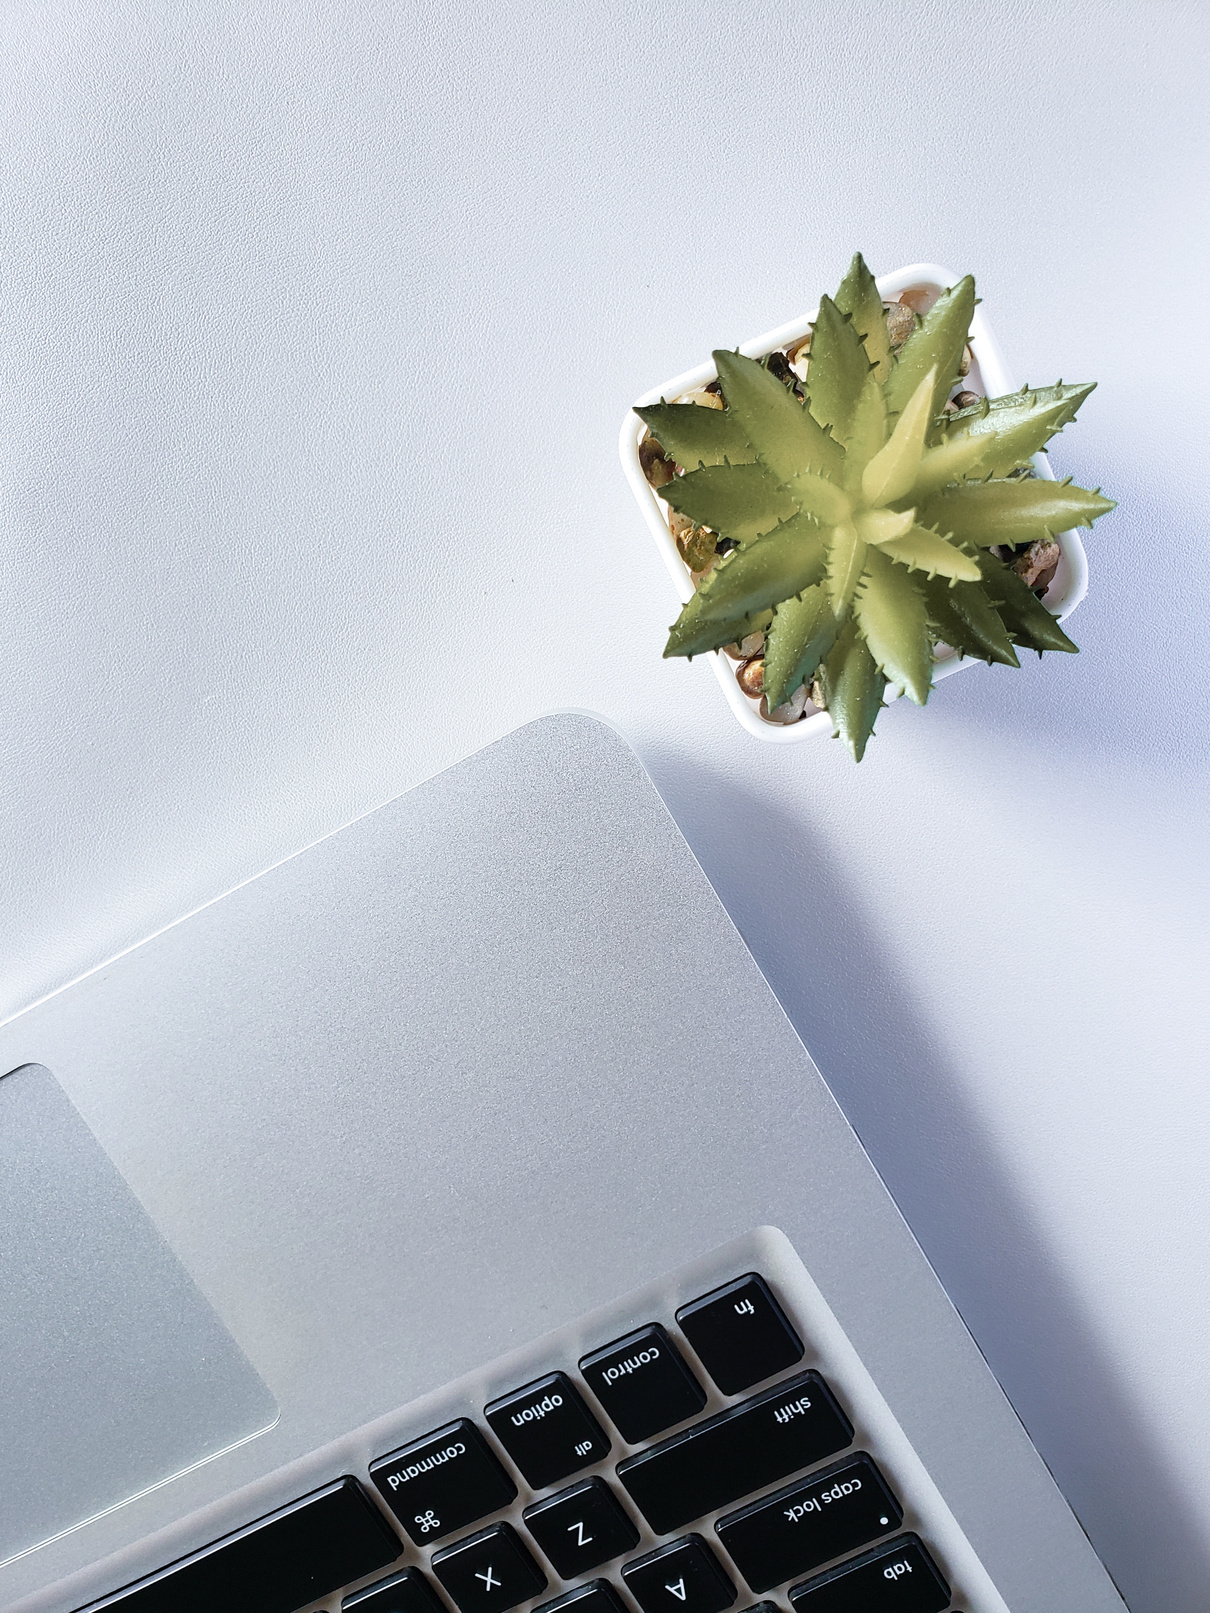 fn
control
alt
option
command
⌘
shift
Z
X
caps lock
A
tab